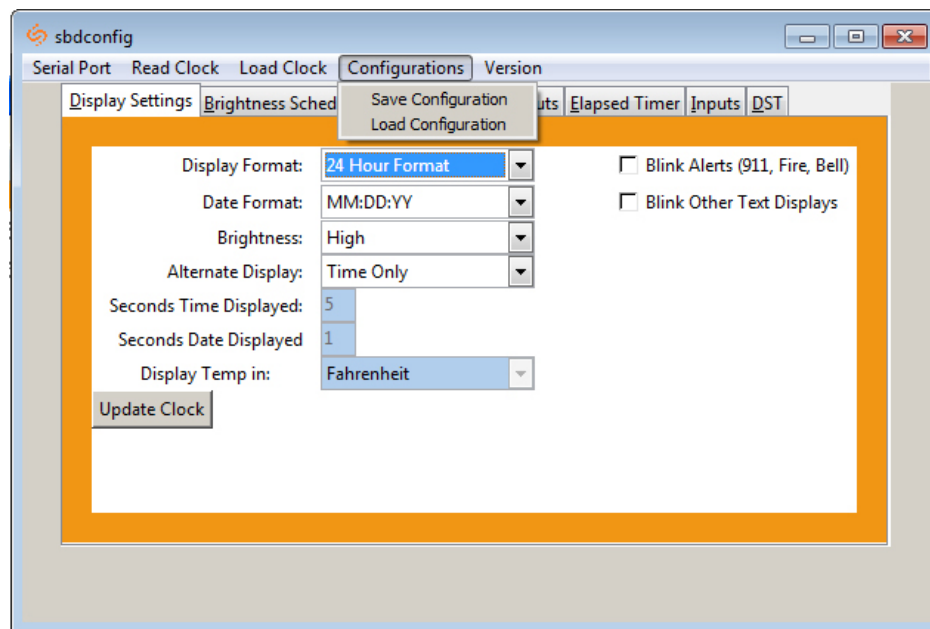 sbdconfig
Serial Port Read Clock Load Clock Configurations Version
Save Configuration
Load Configuration
Display Settings Brightness Sched uts Elapsed Timer Inputs DST
Display Format: 24 Hour Format Blink Alerts (911, Fire, Bell)
Date Format: MM:DD:YY Blink Other Text Displays
Brightness: High
Alternate Display: Time Only
Seconds Time Displayed: 5
Seconds Date Displayed 1
Display Temp in: Fahrenheit
Update Clock